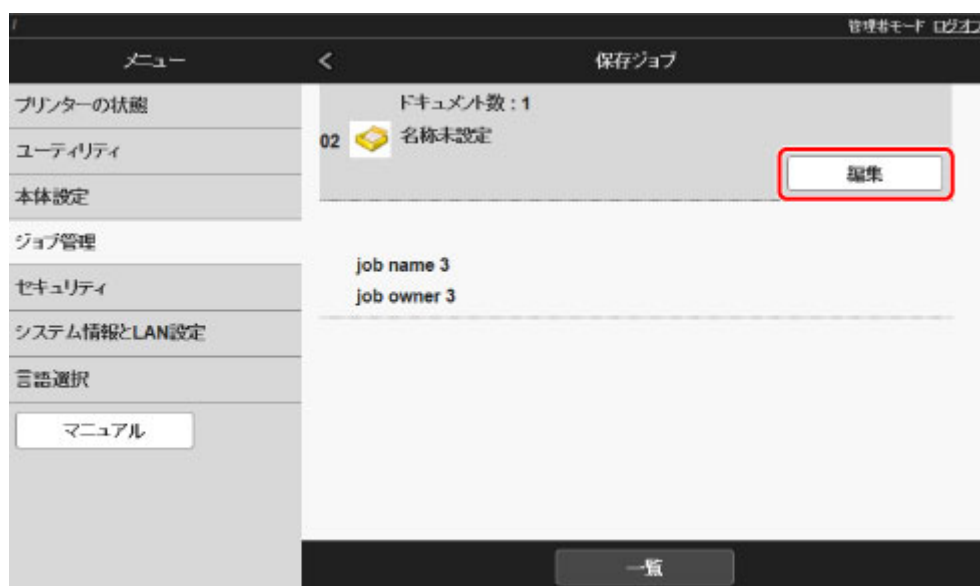 /
管理者モード ログオフ
メニュー
<
保存ジョブ
プリンターの状態
ユーティリティ
本体設定
ジョブ管理
セキュリティ
システム情報とLAN設定
言語選択
マニュアル
ドキュメント数:1
02 名称未設定
編集
job name 3
job owner 3
一覧